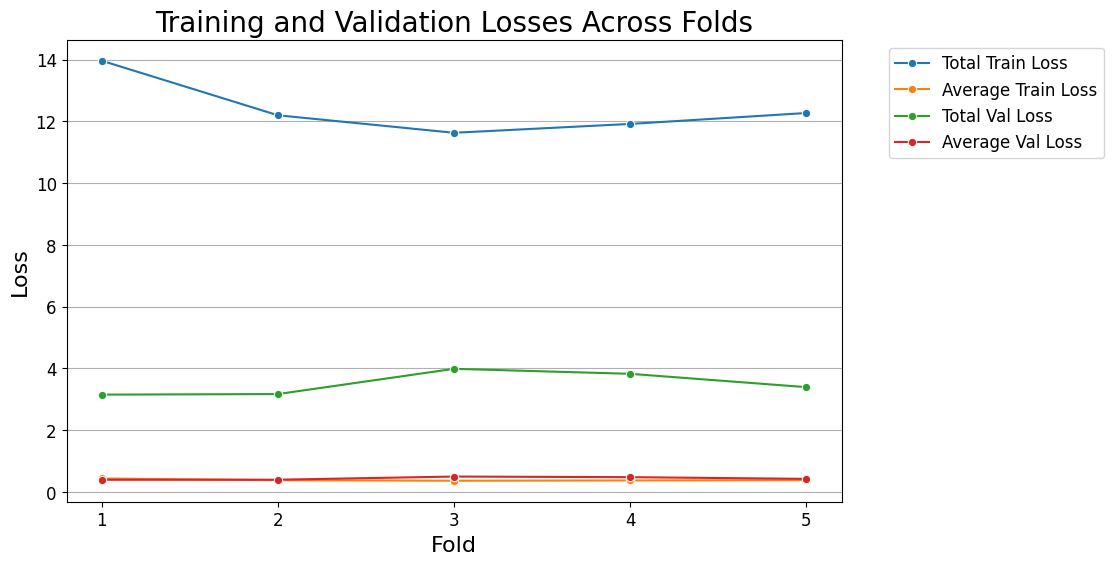 Training and Validation Losses Across Folds
Total Train Loss
Average Train Loss
Total Val Loss
Average Val Loss
Loss
14
12
10
8
6
4
2
0
1 2 3 4 5
Fold